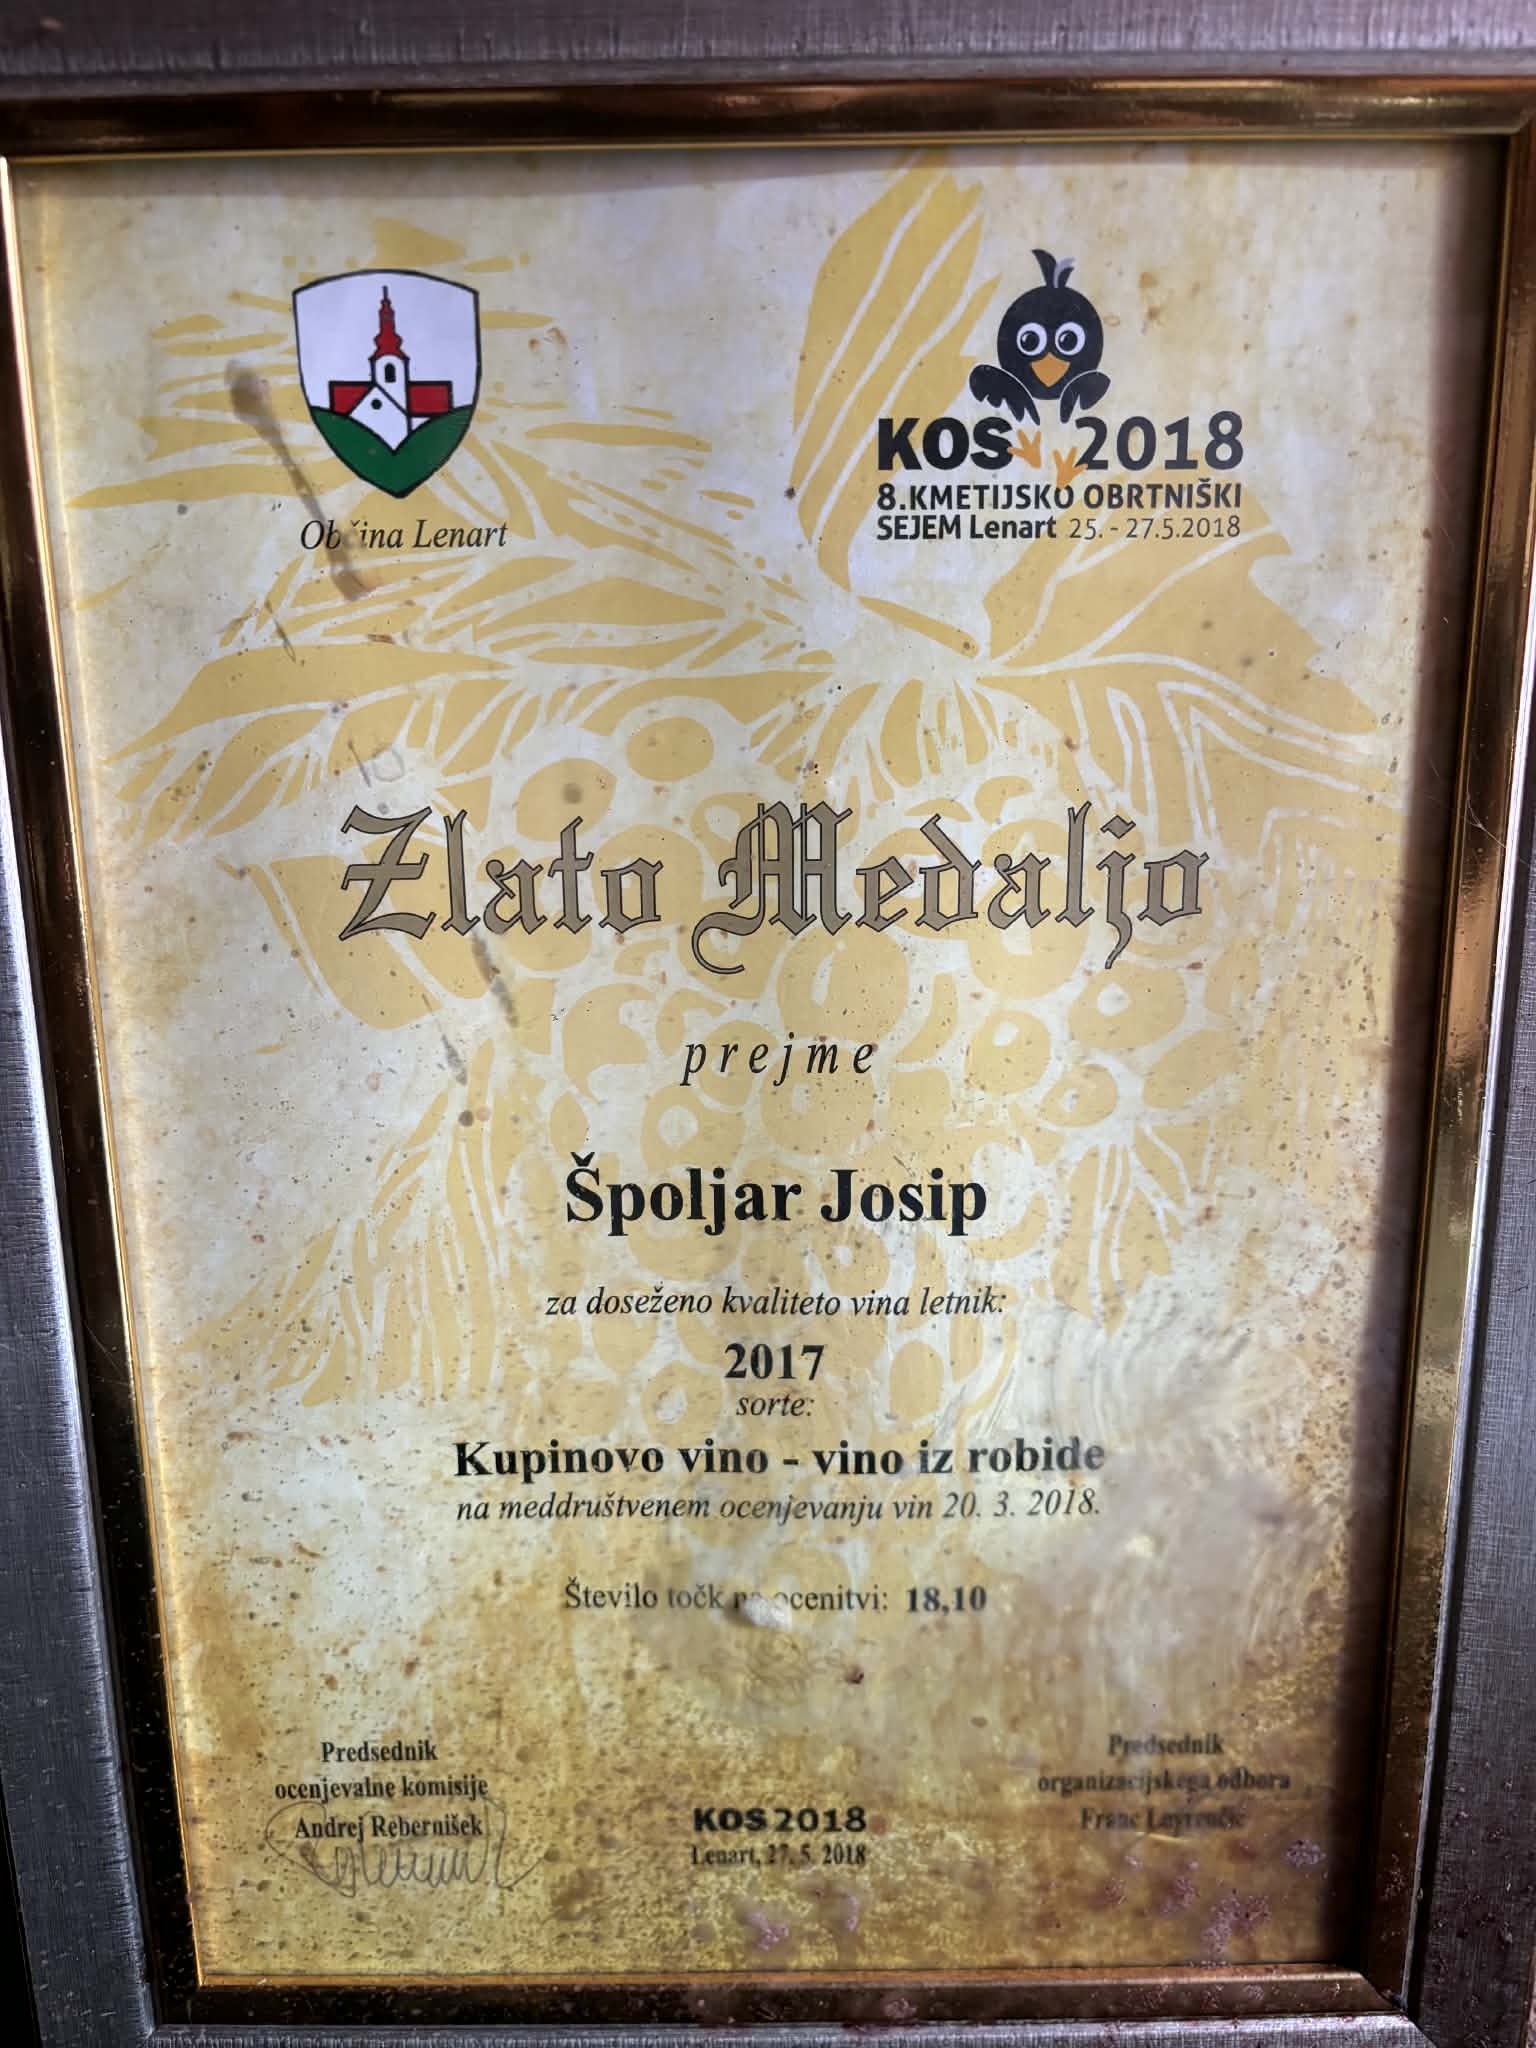 Občina Lenart
KOS 2018
8.KMETIJSKO OBRTNIŠKI
SEJEM Lenart 25. - 27.5.2018
Zlato Medaljo
prejme
Špoljar Josip
za doseženo kvaliteto vina letnik:
2017
sorte:
Kupinovo vino - vino iz robide
na meddruštvenem ocenjevanju vin 20. 3. 2018.
Število točk na ocenitvi: 18,10
Predsednik
ocenjevalne komisije
Andrej Rebernišek
KOS 2018
Lenart, 27. 5. 2018
Predsednik
organizacijskega odbora
Franc